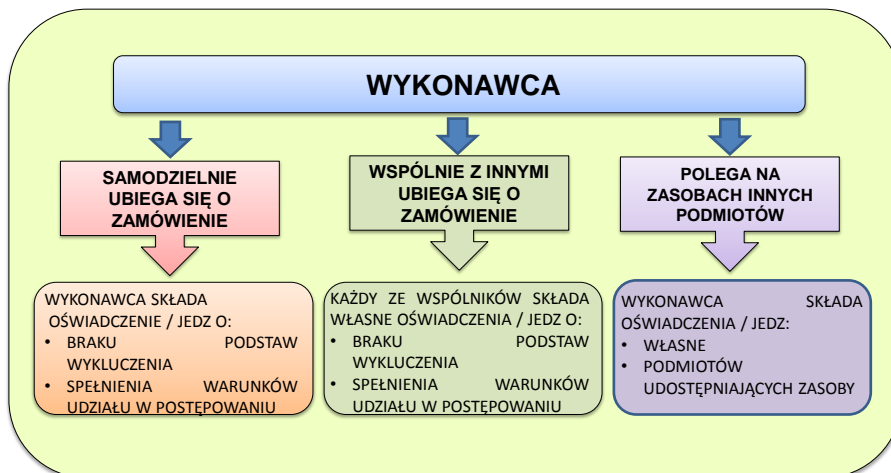 WYKONAWCA
SAMODZIELNIE
UBIEGA SIĘ O
ZAMÓWIENIE
WSPÓLNIE Z INNYMI
UBIEGA SIĘ O
ZAMÓWIENIE
POLEGA NA
ZASOBACH INNYCH
PODMIOTÓW
WYKONAWCA SKŁADA
OŚWIADCZENIE / JEDZ O:
• BRAKU PODSTAW
WYKLUCZENIA
• SPEŁNIENIA WARUNKÓW
UDZIAŁU W POSTĘPOWANIU
KAŻDY ZE WSPÓLNIKÓW SKŁADA
WŁASNE OŚWIADCZENIA / JEDZ O:
• BRAKU PODSTAW
WYKLUCZENIA
• SPEŁNIENIA WARUNKÓW
UDZIAŁU W POSTĘPOWANIU
WYKONAWCA SKŁADA
OŚWIADCZENIA / JEDZ:
• WŁASNE
• PODMIOTÓW
UDOSTĘPNIAJĄCYCH ZASOBY